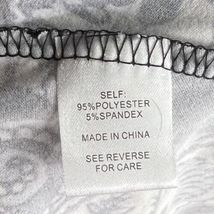 SELF:
95%POLYESTER
5%SPANDEX
MADE IN CHINA
SEE REVERSE
FOR CARE